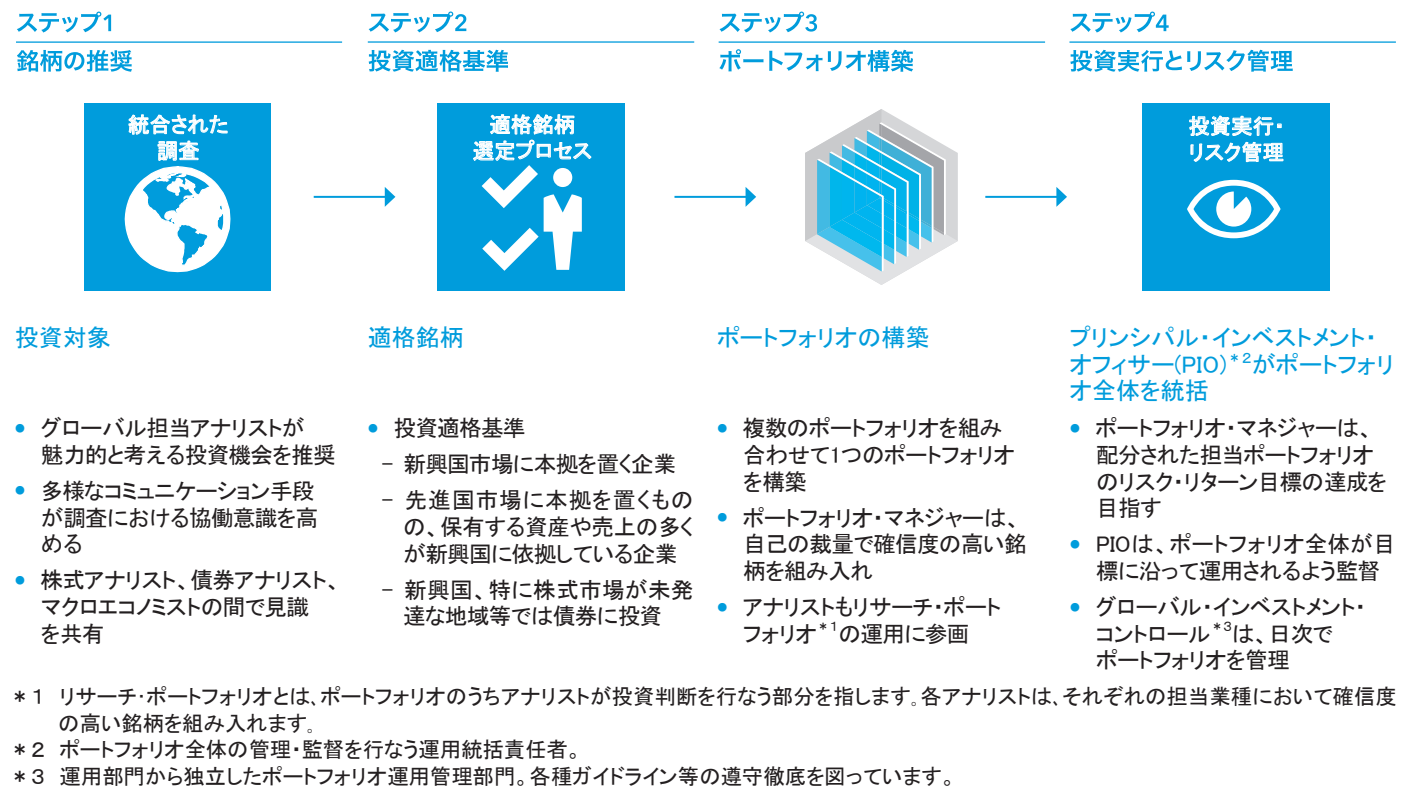 ステップ1
銘柄の推奨
統合された
調査
投資対象
• グローバル担当アナリストが
魅力的と考える投資機会を推奨
• 多様なコミュニケーション手段
が調査における協働意識を高
める
• 株式アナリスト、債券アナリスト、
マクロエコノミストの間で見識
を共有
ステップ2
投資適格基準
適格銘柄
選定プロセス
適格銘柄
• 投資適格基準
− 新興国市場に本拠を置く企業
− 先進国市場に本拠を置くもの
の、保有する資産や売上の多く
が新興国に依拠している企業
− 新興国、特に株式市場が未発
達な地域等では債券に投資
ステップ3
ポートフォリオ構築
ポートフォリオの構築
• 複数のポートフォリオを組み
合わせて1つのポートフォリオ
を構築
• ポートフォリオ・マネジャーは、
自己の裁量で確信度の高い銘
柄を組み入れ
• アナリストもリサーチ・ポート
フォリオ*1の運用に参画
ステップ4
投資実行とリスク管理
投資実行・
リスク管理
プリンシパル・インベストメント・
オフィサー(PIO)*2がポートフォリ
オ全体を統括
• ポートフォリオ・マネジャーは、
配分された担当ポートフォリオ
のリスク・リターン目標の達成を
目指す
• PIOは、ポートフォリオ全体が目
標に沿って運用されるよう監督
• グローバル・インベストメント・
コントロール*3は、日次で
ポートフォリオを管理
*1 リサーチ・ポートフォリオとは、ポートフォリオのうちアナリストが投資判断を行なう部分を指します。各アナリストは、それぞれの担当業種において確信度
の高い銘柄を組み入れます。
*2 ポートフォリオ全体の管理・監督を行なう運用統括責任者。
*3 運用部門から独立したポートフォリオ運用管理部門。各種ガイドライン等の遵守徹底を図っています。